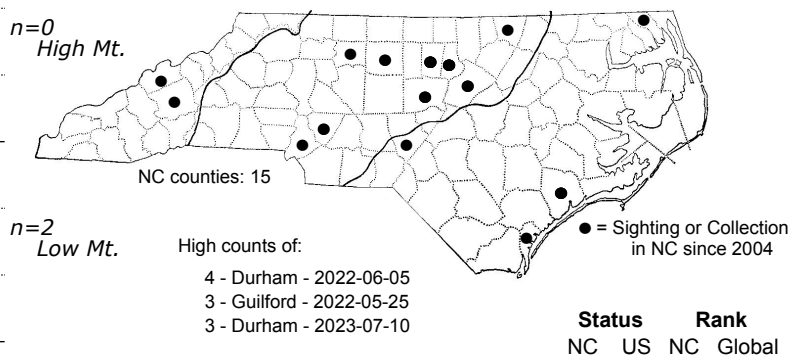 n=0
High Mt.
NC counties: 15
n=2
Low Mt.
High counts of:
4 - Durham - 2022-06-05
3 - Guilford - 2022-05-25
3 - Durham - 2023-07-10
● = Sighting or Collection
in NC since 2004
Status Rank
NC US NC Global